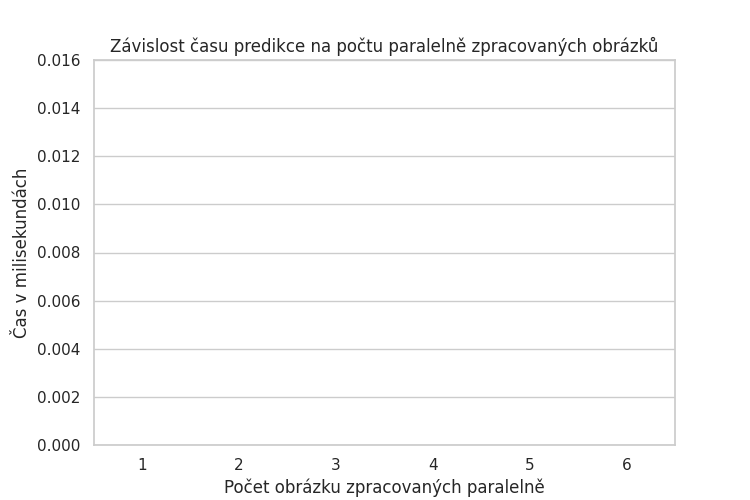 Závislost času predikce na počtu paralelně zpracovaných obrázků
0.016
0.014
0.012
0.010
0.008
0.006
0.004
0.002
0.000
Čas v milisekundách
1 2 3 4 5 6
Počet obrázku zpracovaných paralelně